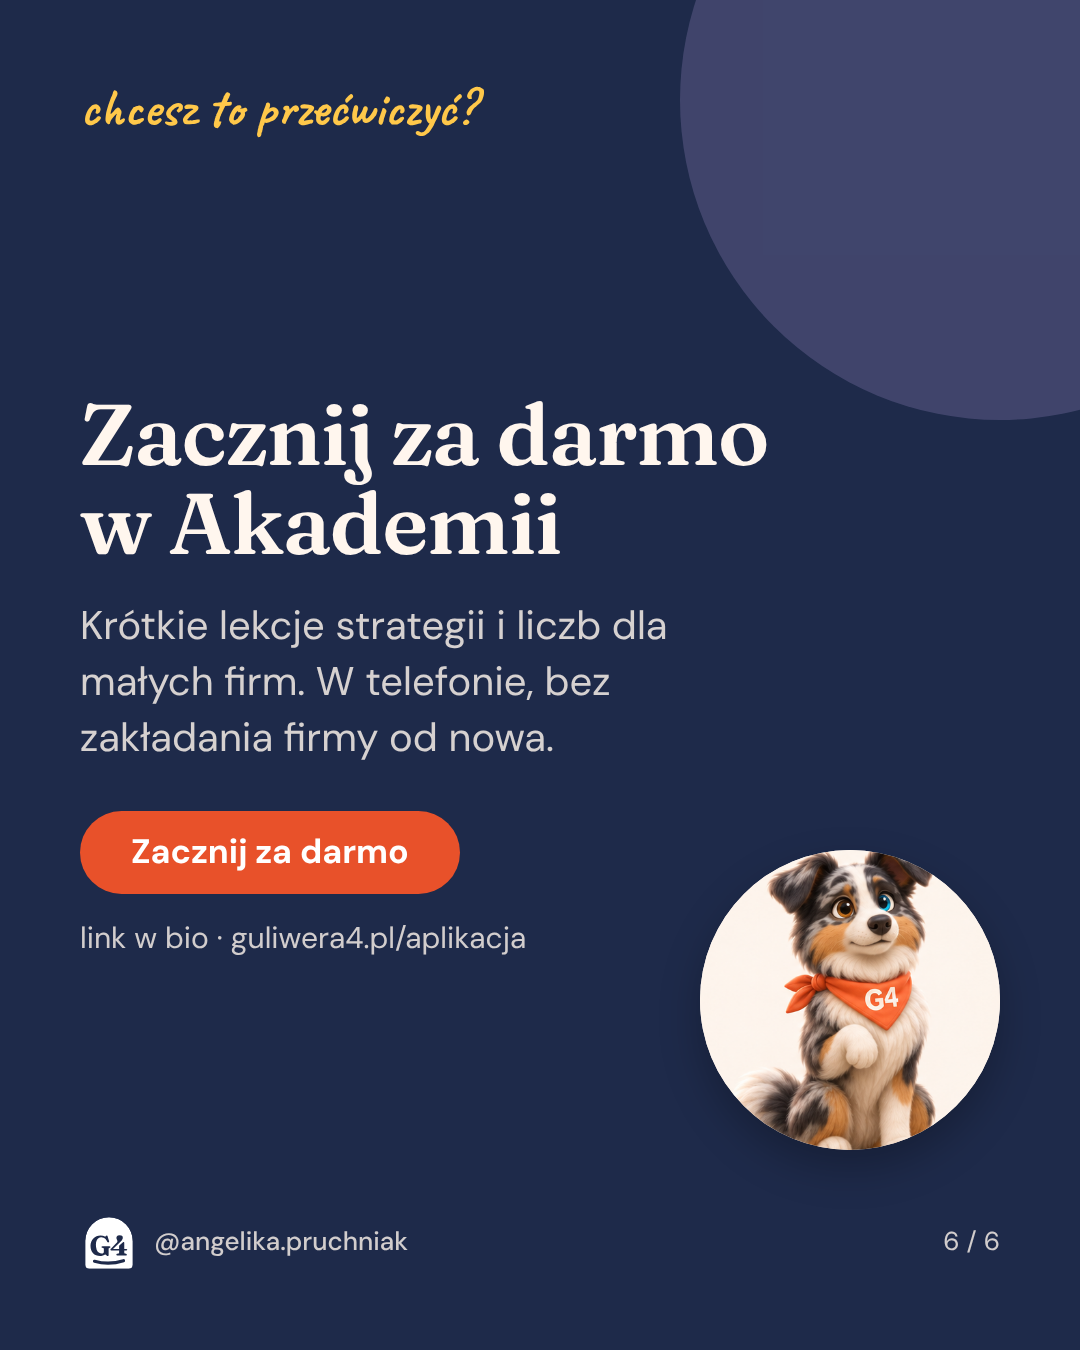 chcesz to przećwiczyć?
Zacznij za darmo
w Akademii
Krótkie lekcje strategii i liczb dla
małych firm. W telefonie, bez
zakładania firmy od nowa.
Zacznij za darmo
link w bio · guliwera4.pl/aplikacja
G4
G4 @angelika.pruchniak 6 / 6